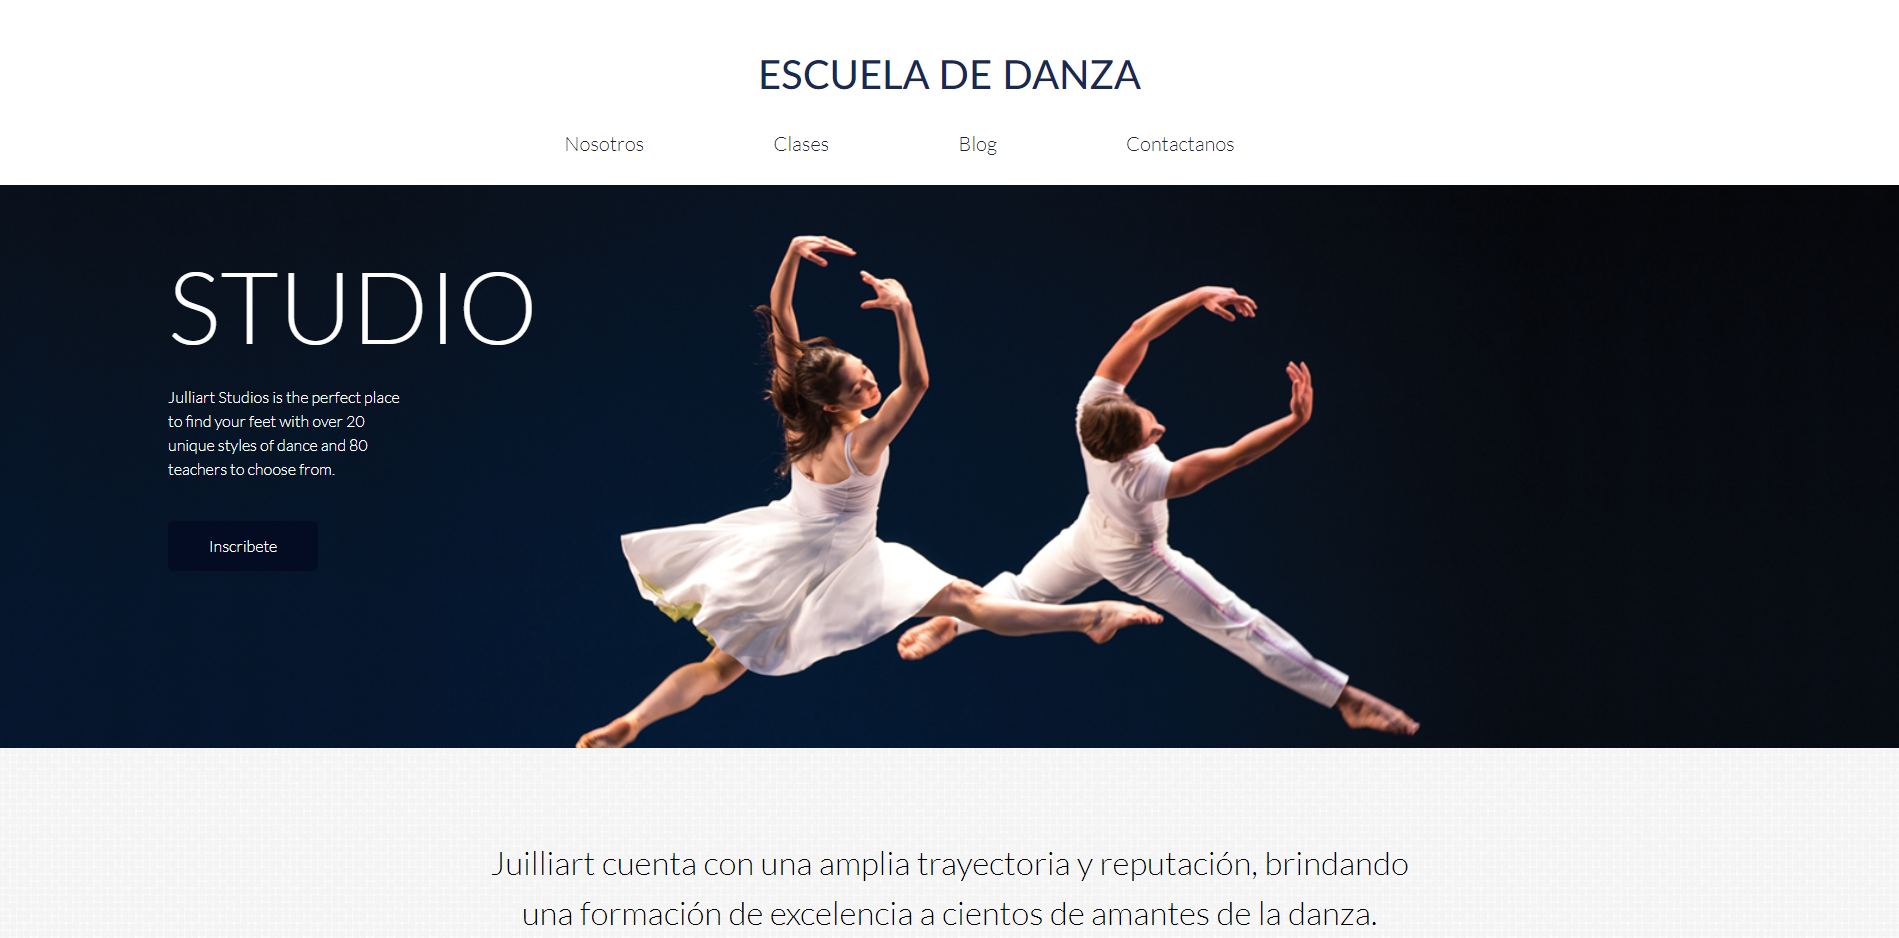 ESCUELA DE DANZA
Nosotros Clases Blog Contactanos
STUDIO
Julliart Studios is the perfect place
to find your feet with over 20
unique styles of dance and 80
teachers to choose from.
Inscribete
Juilliart cuenta con una amplia trayectoria y reputación, brindando
una formación de excelencia a cientos de amantes de la danza.